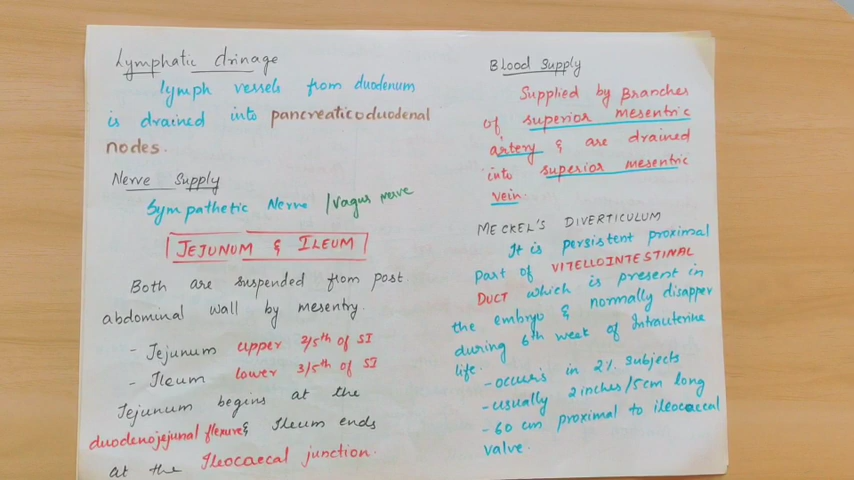 Lymphatic drinage
lymph vessels from duodenum
is drained into pancreaticoduodenal
nodes.
Nerve Supply
Sympathetic Nerve / Vagus nerve
JEJUNUM & ILEUM
Both are suspended from post
abdominal wall by mesentry.
- Jejunum upper 2/5th of SI
- Ileum lower 3/5th of SI
Jejunum begins at the
duodenojejunal flexure & Ileum ends
at the Ileocaecal junction.
Blood Supply
Supplied by Branches
of superior mesentric
artery & are drained
into superior mesentric
vein.
MECKEL'S DIVERTICULUM
It is persistent proximal
part of VITELLOINTESTINAL
DUCT which is present in
the embryo & normally disapper
during 6th week of Intrauterine
life.
- occurs in 2% subjects
- usually 2 inches/5cm long
- 60 cm proximal to ileocaecal
valve.